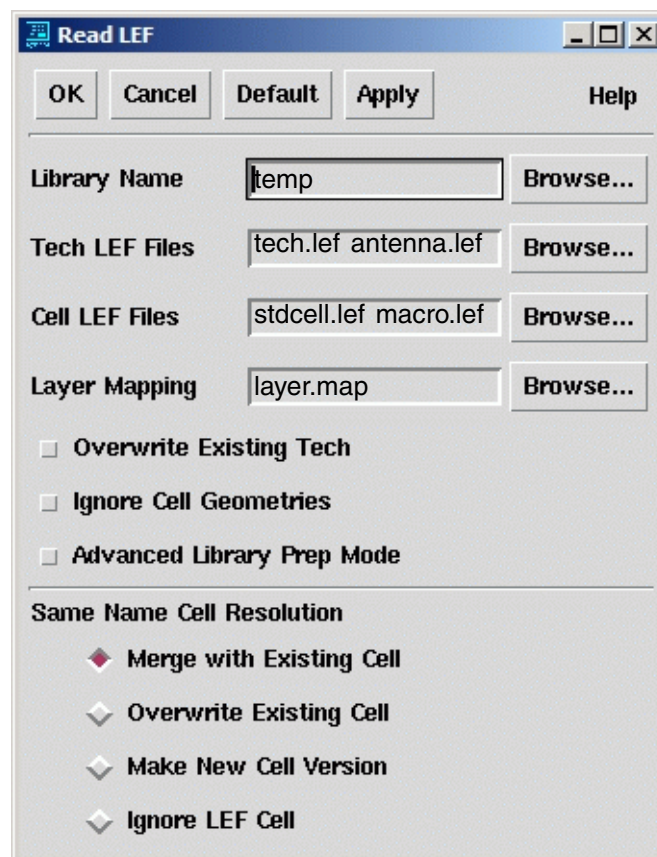 Read LEF
OK Cancel Default Apply Help
Library Name temp Browse...
Tech LEF Files tech.lef antenna.lef Browse...
Cell LEF Files stdcell.lef macro.lef Browse...
Layer Mapping layer.map Browse...
Overwrite Existing Tech
Ignore Cell Geometries
Advanced Library Prep Mode
Same Name Cell Resolution
Merge with Existing Cell
Overwrite Existing Cell
Make New Cell Version
Ignore LEF Cell